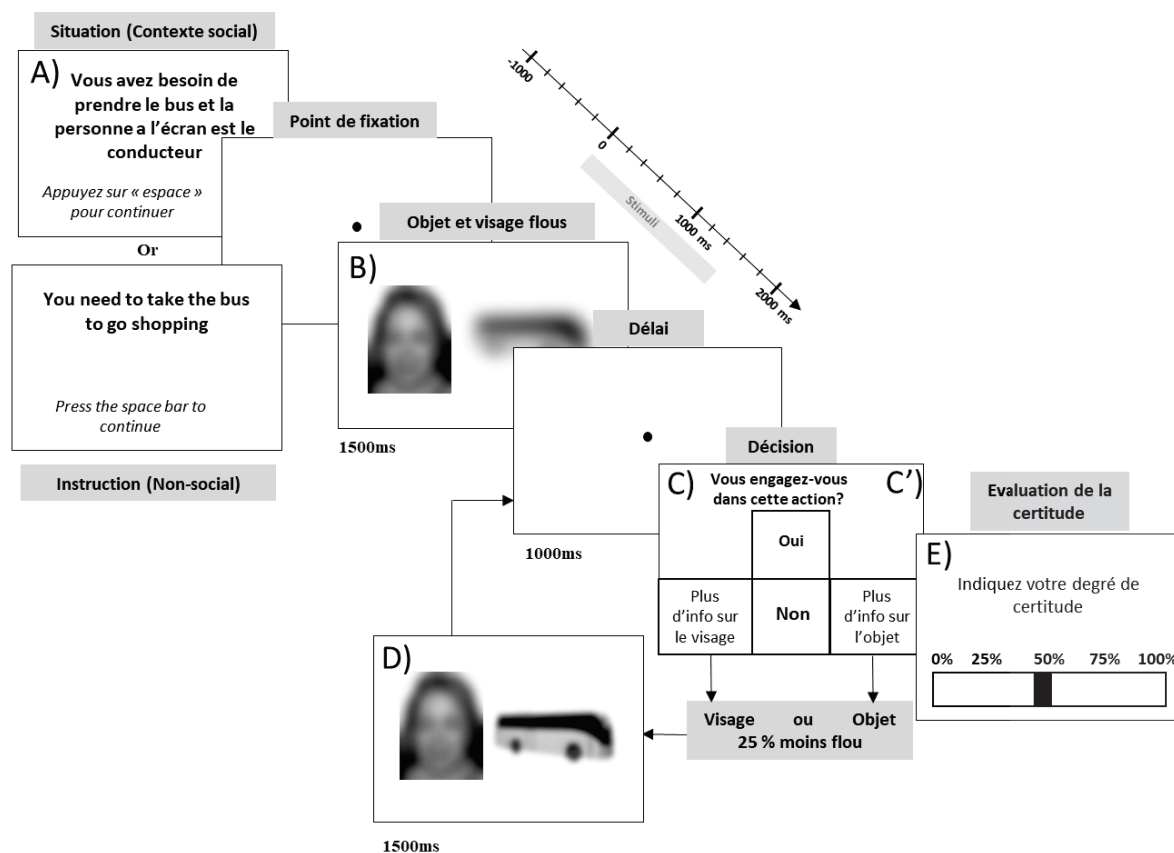 Situation (Contexte social)
A)
Vous avez besoin de
prendre le bus et la
personne a l’écran est le
conducteur
Appuyez sur « espace »
pour continuer
Or
You need to take the bus
to go shopping
Press the space bar to
continue
Instruction (Non-social)
Point de fixation
Objet et visage flous
B)
1500ms
-1000
0
1000 ms
2000 ms
Stimuli
Délai
1000ms
Décision
C)
Vous engagez-vous
dans cette action?
C’)
Oui
Plus
d’info sur
le visage
Non
Plus
d’info sur
l’objet
Visage ou Objet
25 % moins flou
D)
1500ms
Evaluation de la
certitude
E)
Indiquez votre degré de
certitude
0% 25% 50% 75% 100%